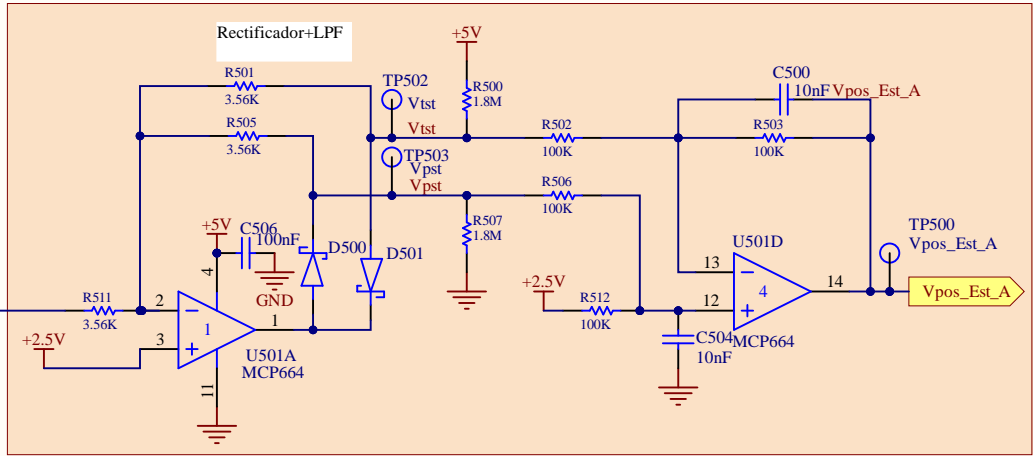 Rectificador+LPF
+5V
R501
3.56K
TP502
Vtst
R500
1.8M
C500
10nF
Vpos_Est_A
R505
3.56K
Vtst
R502
100K
R503
100K
TP503
Vpst
Vpst
R506
100K
+5V
C506
100nF
GND
D500
D501
R507
1.8M
TP500
Vpos_Est_A
U501D
R511
3.56K
4
2
1
1
3
+2.5V
U501A
MCP664
11
+2.5V
R512
100K
13
4
14
12
Vpos_Est_A
C504
10nF
MCP664